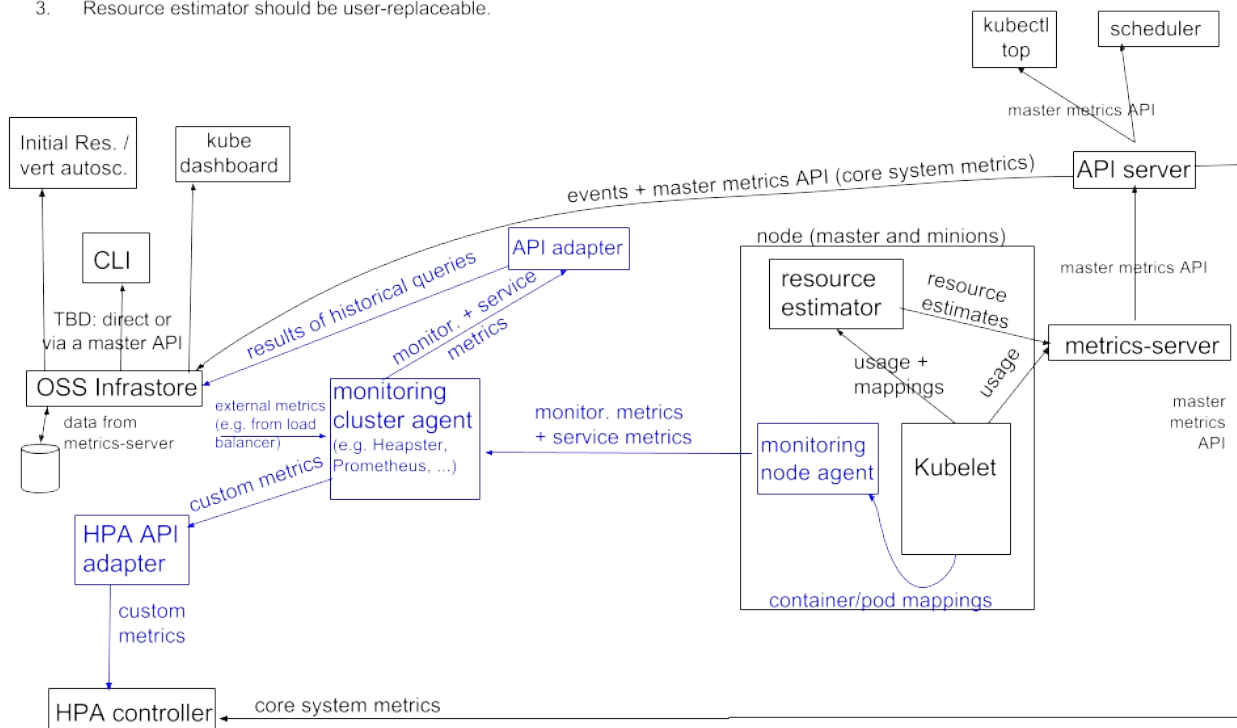 3. Resource estimator should be user-replaceable.
kubectl
top
scheduler
master metrics API
Initial Res. /
vert autosc.
kube
dashboard
API server
events + master metrics API (core system metrics)
CLI
API adapter
node (master and minions)
results of historical queries
monitor. + service
metrics
resource
estimator
resource
estimates
master metrics API
TBD: direct or
via a master API
OSS Infrastore
metrics-server
usage +
mappings
usage
data from
metrics-server
external metrics
(e.g. from load
balancer)
monitoring
cluster agent
(e.g. Heapster,
Prometheus, ...)
monitor. metrics
+ service metrics
monitoring
node agent
Kubelet
master
metrics
API
custom metrics
HPA API
adapter
container/pod mappings
custom
metrics
HPA controller
core system metrics